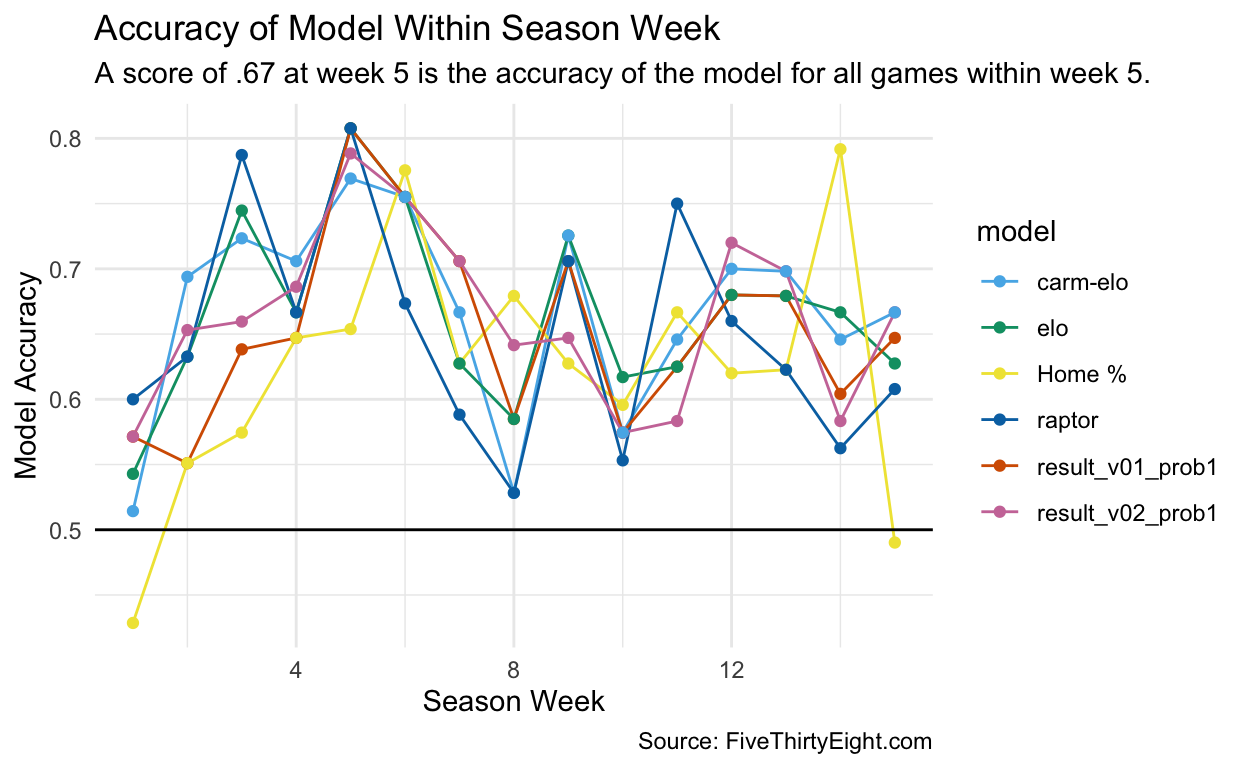 Accuracy of Model Within Season Week
A score of .67 at week 5 is the accuracy of the model for all games within week 5.
Model Accuracy
0.8
0.7
0.6
0.5
4 8 12
Season Week
model
carm-elo
elo
Home %
raptor
result_v01_prob1
result_v02_prob1
Source: FiveThirtyEight.com